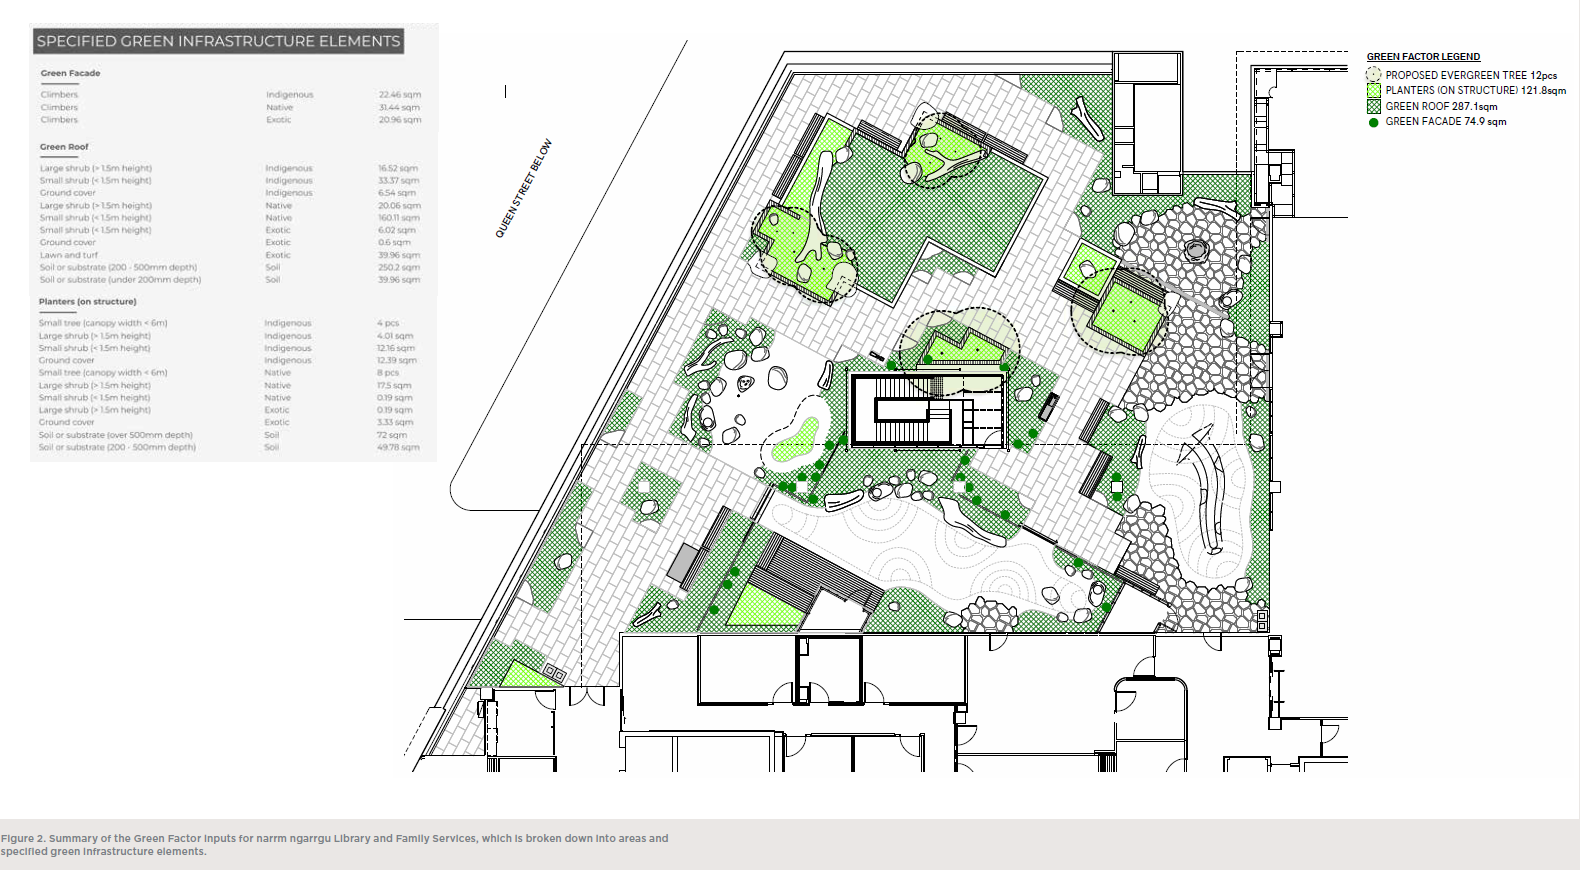 SPECIFIED GREEN INFRASTRUCTURE ELEMENTS
Green Facade
Climbers Indigenous 22.46 sqm
Climbers Native 31.44 sqm
Climbers Exotic 20.96 sqm
Green Roof
Large shrub (> 1.5m height) Indigenous 16.52 sqm
Small shrub (< 1.5m height) Indigenous 33.37 sqm
Ground cover Indigenous 6.54 sqm
Large shrub (> 1.5m height) Native 20.06 sqm
Small shrub (< 1.5m height) Native 160.11 sqm
Small shrub (< 1.5m height) Exotic 6.02 sqm
Ground cover Exotic 0.6 sqm
Lawn and turf Exotic 39.96 sqm
Soil or substrate (200 - 500mm depth) Soil 250.2 sqm
Soil or substrate (under 200mm depth) Soil 39.96 sqm
Planters (on structure)
Small tree (canopy width < 6m) Indigenous 4 pcs
Large shrub (> 1.5m height) Indigenous 4.01 sqm
Small shrub (< 1.5m height) Indigenous 12.16 sqm
Ground cover Indigenous 12.39 sqm
Small tree (canopy width < 6m) Native 8 pcs
Large shrub (> 1.5m height) Native 17.5 sqm
Small shrub (< 1.5m height) Native 0.19 sqm
Large shrub (> 1.5m height) Exotic 0.19 sqm
Ground cover Exotic 3.33 sqm
Soil or substrate (over 500mm depth) Soil 72 sqm
Soil or substrate (200 - 500mm depth) Soil 49.78 sqm
QUEEN STREET BELOW
GREEN FACTOR LEGEND
PROPOSED EVERGREEN TREE 12pcs
PLANTERS (ON STRUCTURE) 121.8sqm
GREEN ROOF 287.1sqm
GREEN FACADE 74.9 sqm
Figure 2. Summary of the Green Factor inputs for narrm ngarrgu Library and Family Services, which is broken down into areas and
specified green infrastructure elements.